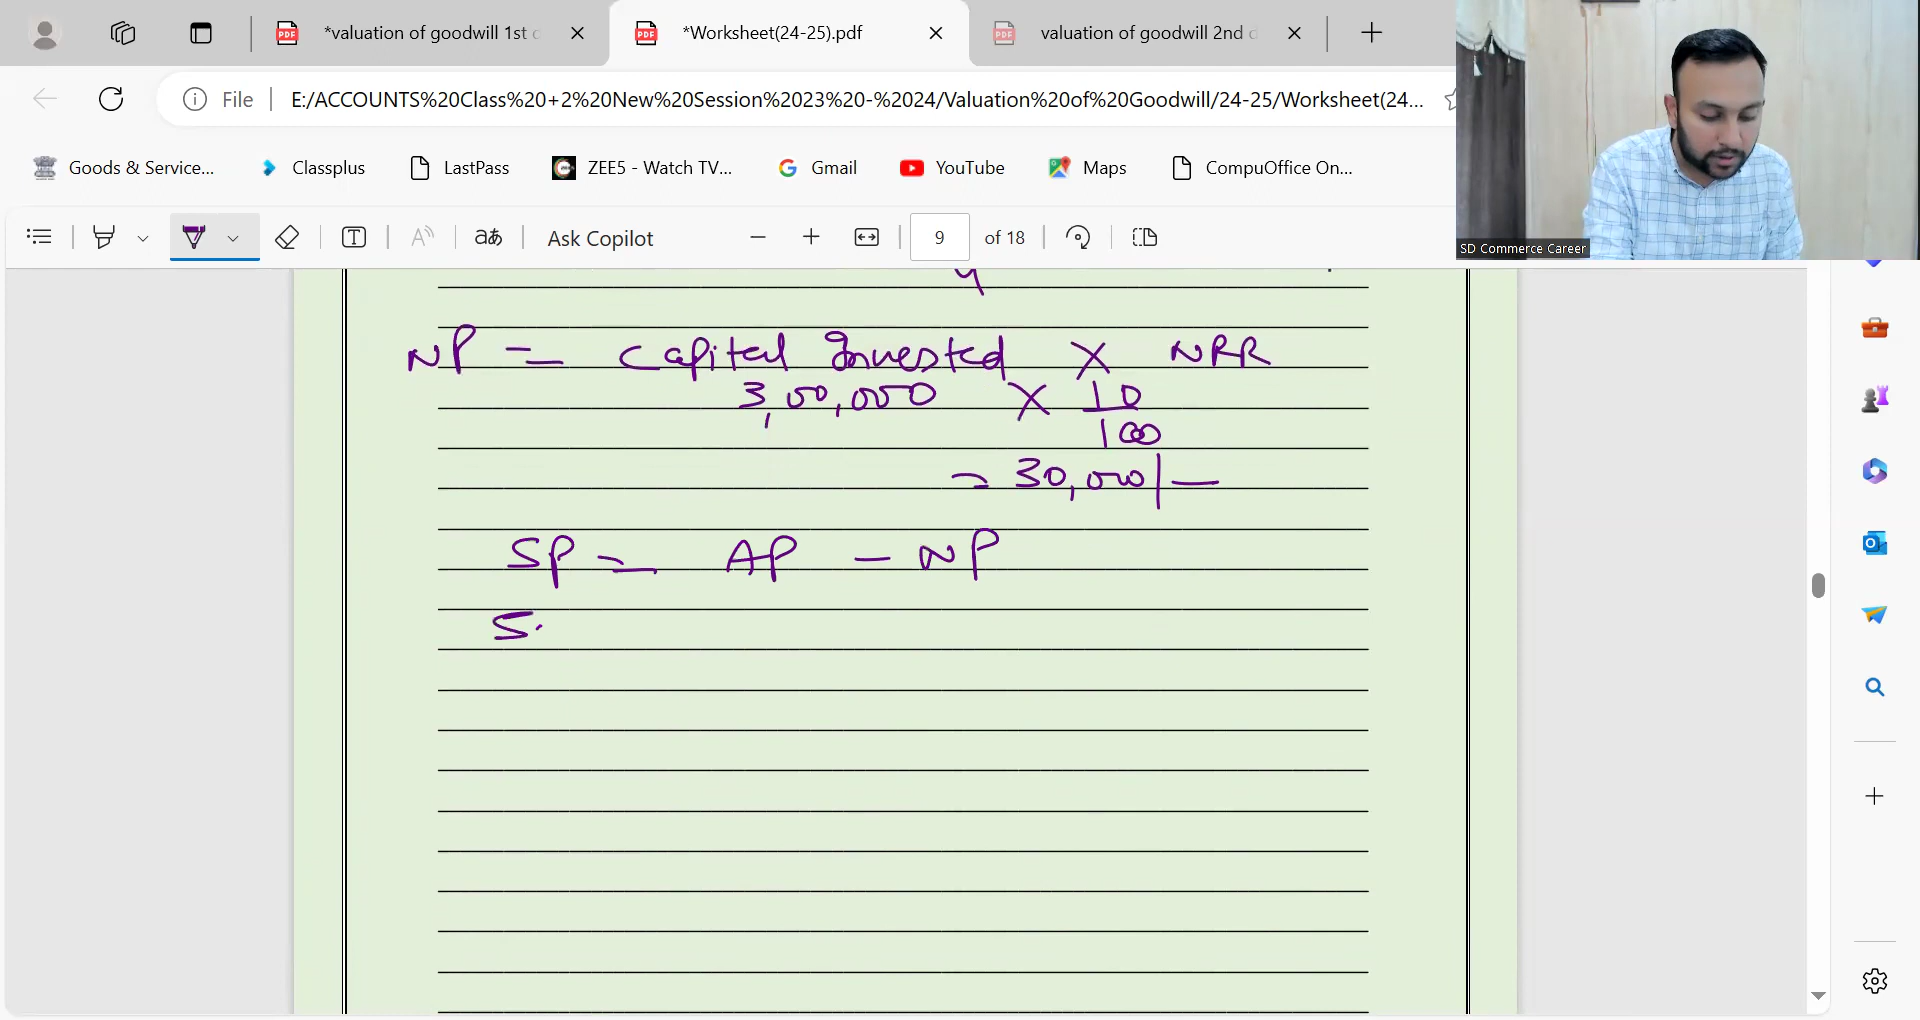 *valuation of goodwill 1st c
*Worksheet(24-25).pdf
valuation of goodwill 2nd c
File
E:/ACCOUNTS%20Class%20+2%20New%20Session%2023%20-%2024/Valuation%20of%20Goodwill/24-25/Worksheet(24...
Goods & Service...
Classplus
LastPass
ZEE5 - Watch TV...
Gmail
YouTube
Maps
CompuOffice On...
Ask Copilot
9 of 18
SD Commerce Career
4
NP = Capital Invested X NRR
3,00,000 X 10
100
= 30,000/-
SP = AP - NP
5.